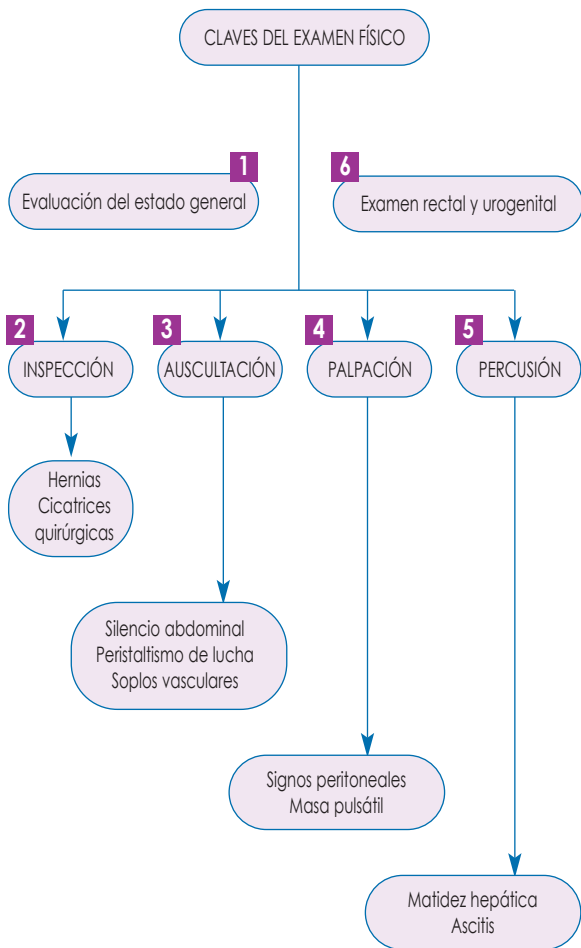 CLAVES DEL EXAMEN FÍSICO
1
Evaluación del estado general
6
Examen rectal y urogenital
2
INSPECCIÓN
3
AUSCULTACIÓN
4
PALPACIÓN
5
PERCUSIÓN
Hernias
Cicatrices
quirúrgicas
Silencio abdominal
Peristaltismo de lucha
Soplos vasculares
Signos peritoneales
Masa pulsátil
Matidez hepática
Ascitis